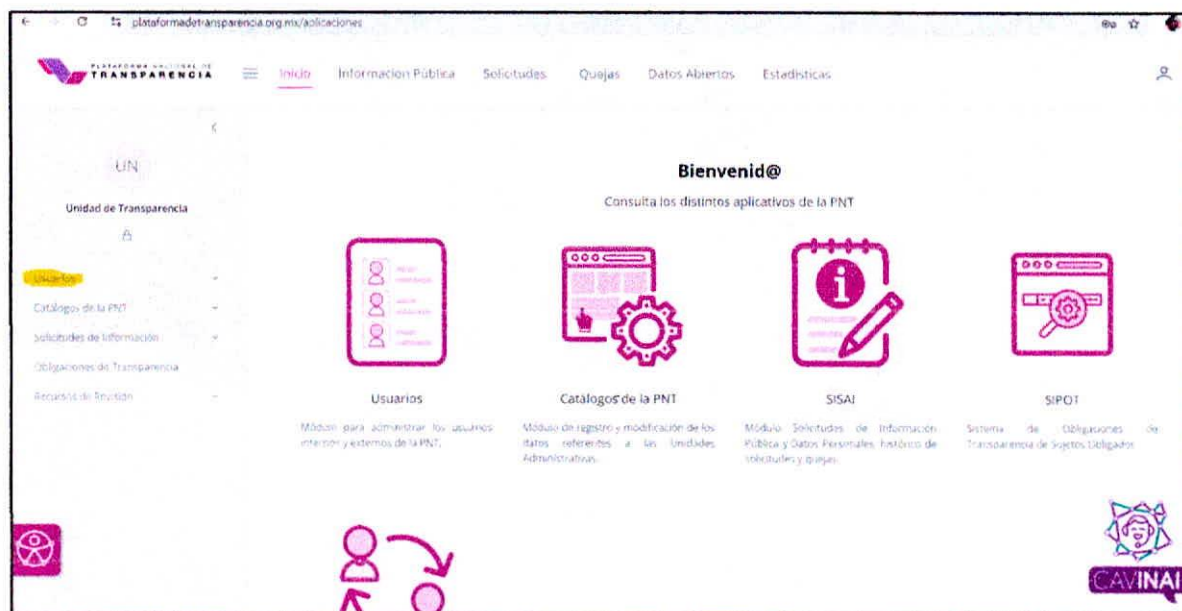 plataformadetransparencia.org.mx/aplicaciones
PLATAFORMA NACIONAL DE
TRANSPARENCIA
Inicio Información Pública Solicitudes Quejas Datos Abiertos Estadísticas
UN
Unidad de Transparencia
Usuarios
Catálogos de la PNT
Solicitudes de Información
Obligaciones de Transparencia
Recursos de Revisión
Bienvenid@
Consulta los distintos aplicativos de la PNT
Usuarios
Módulo para administrar los usuarios
internos y externos de la PNT.
Catálogos de la PNT
Módulo de registro y modificación de los
datos referentes a las Unidades
Administrativas.
SISAI
Módulo Solicitudes de Información
Pública y Datos Personales, histórico de
solicitudes y quejas.
SIPOT
Sistema de Obligaciones de
Transparencia de Sujetos Obligados
CAVINAI